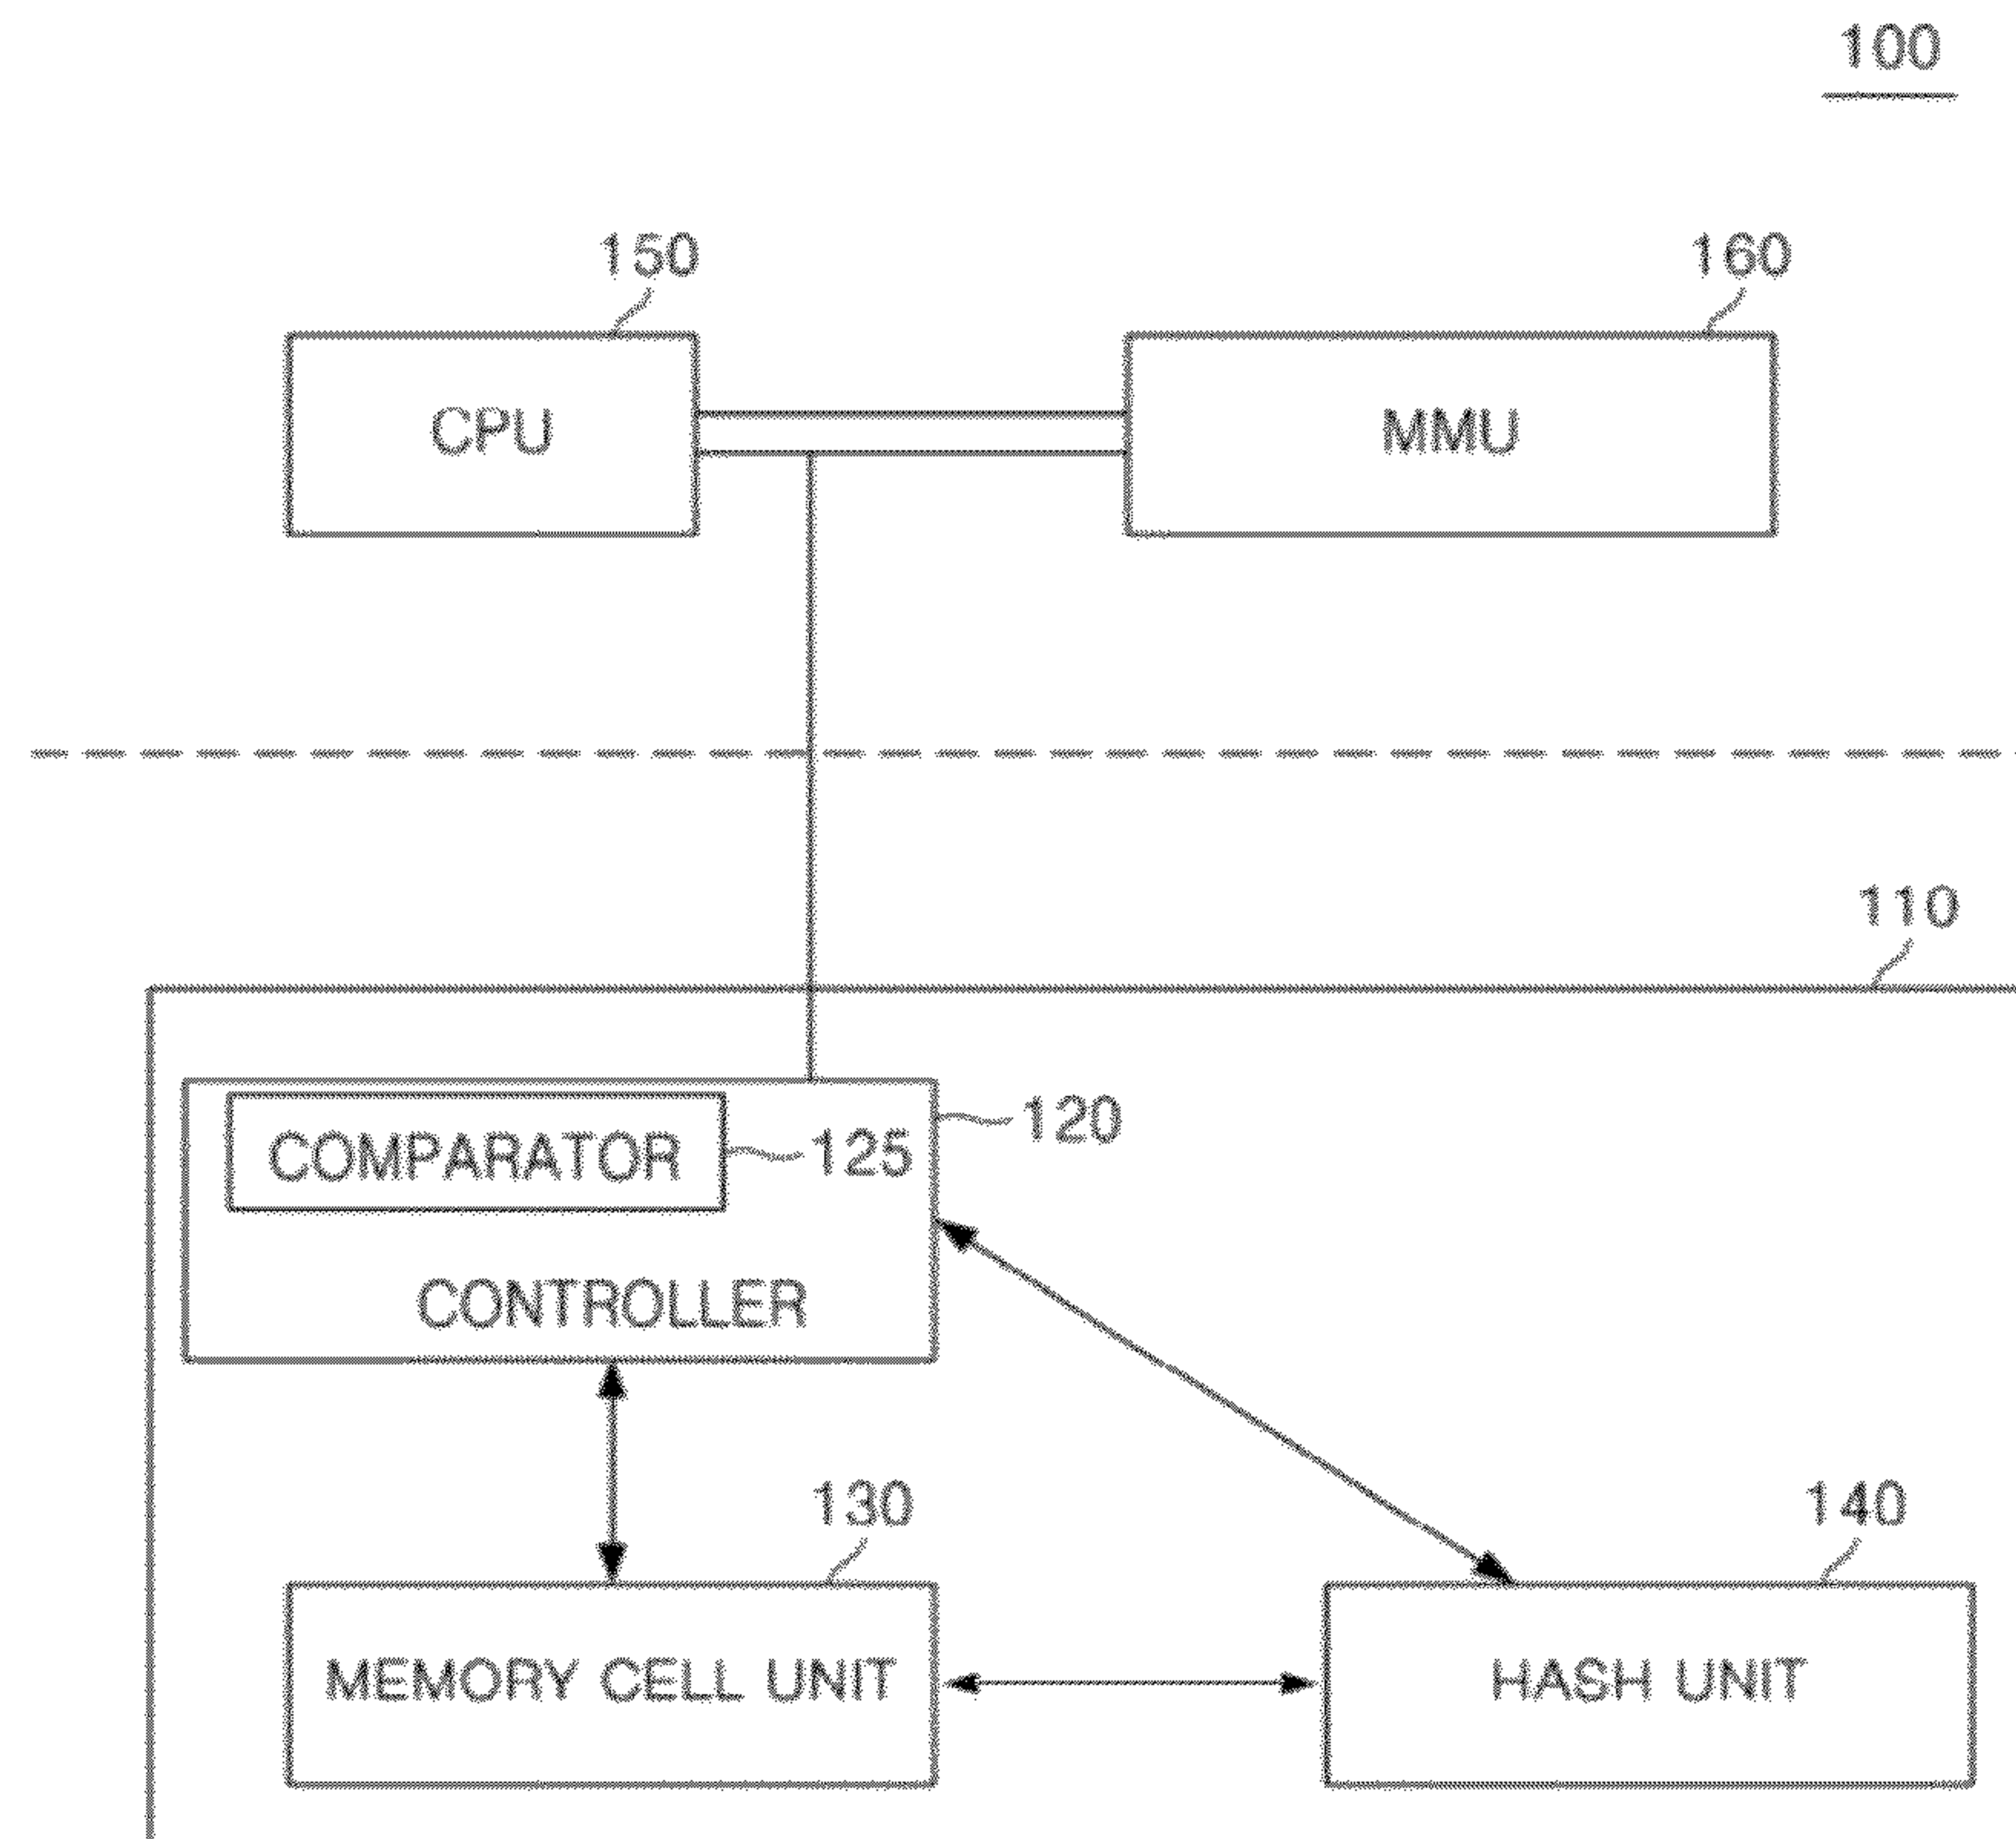 100
150
160
CPU
MMU
110
120
COMPARATOR
125
CONTROLLER
130
140
MEMORY CELL UNIT
HASH UNIT